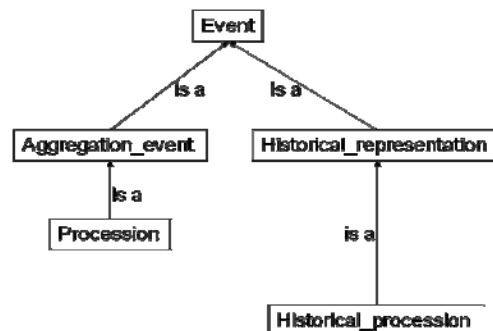 Event
Is a
Is a
Aggregation_event
Historical_representation
Is a
Procession
is a
Historical_procession